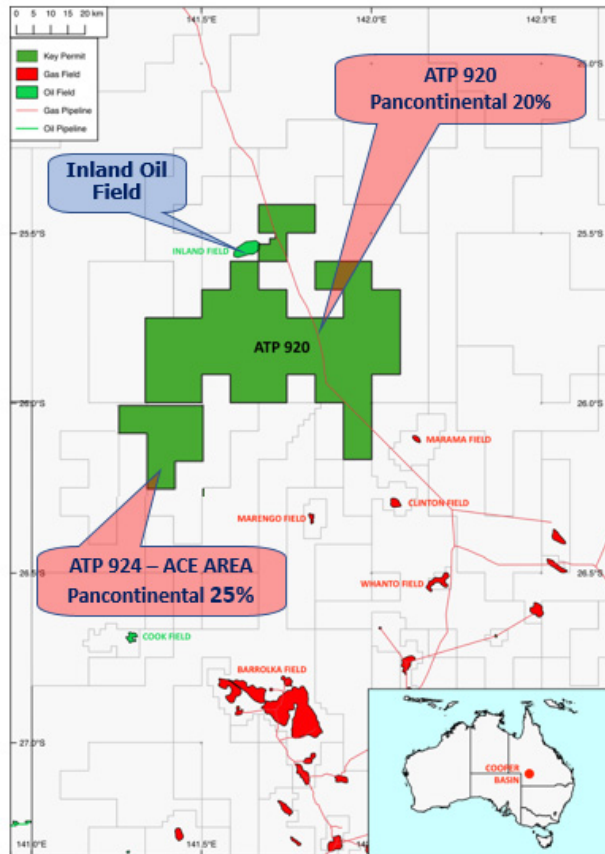 0 5 10 15 20 km
141.5°E
142.0°E
142.5°E
Key Permit
Gas Field
Oil Field
Gas Pipeline
Oil Pipeline
ATP 920
Pancontinental 20%
25.0°S
Inland Oil
Field
25.5°S
25.5°S
INLAND FIELD
ATP 920
26.0°S
26.0°S
MARAMA FIELD
CLINTON FIELD
MARENGO FIELD
ATP 924 – ACE AREA
Pancontinental 25%
26.5°S
26.5°S
WHANTO FIELD
COOK FIELD
BARROLKA FIELD
27.0°S
COOPER
BASIN
141.0°E
141.5°E